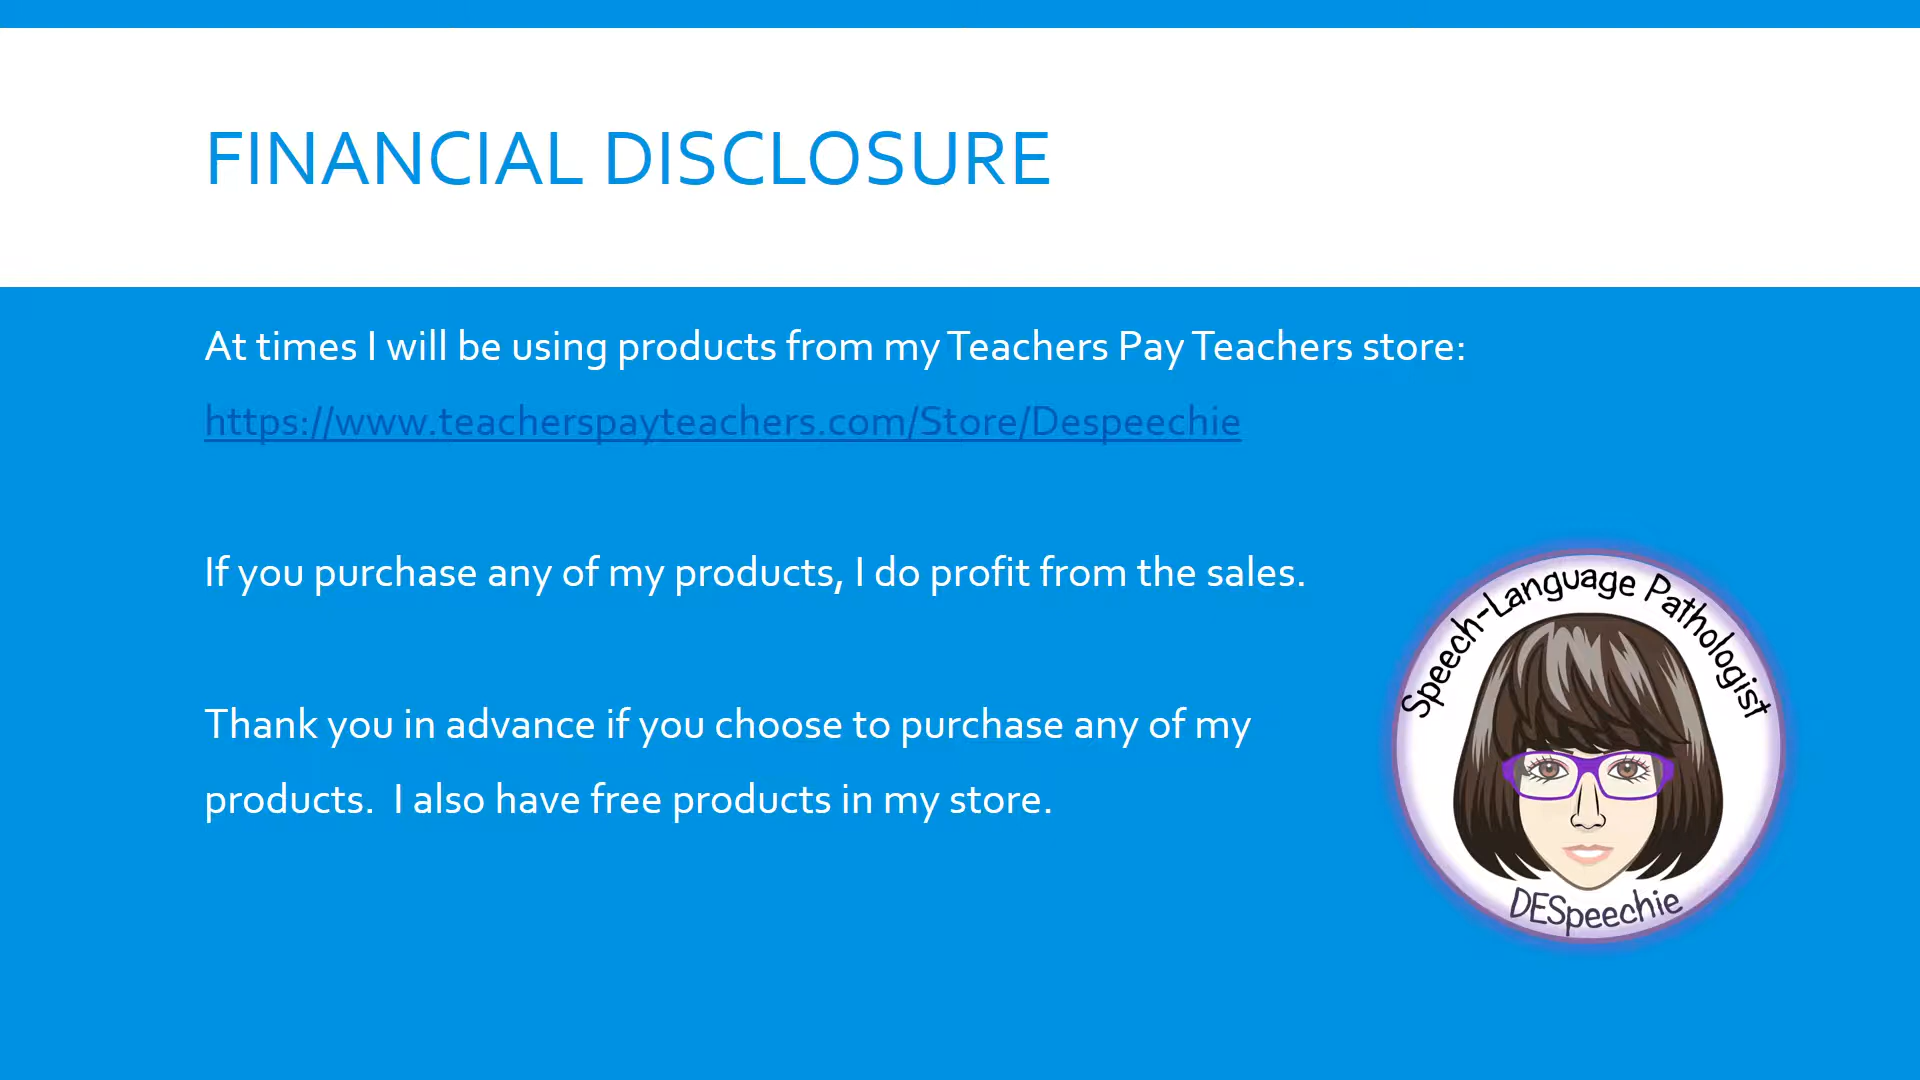 FINANCIAL DISCLOSURE
At times I will be using products from my Teachers Pay Teachers store:
https://www.teacherspayteachers.com/Store/Despeechie
If you purchase any of my products, I do profit from the sales.
Thank you in advance if you choose to purchase any of my
products.  I also have free products in my store.
Speech-Language Pathologist
DESpeechie